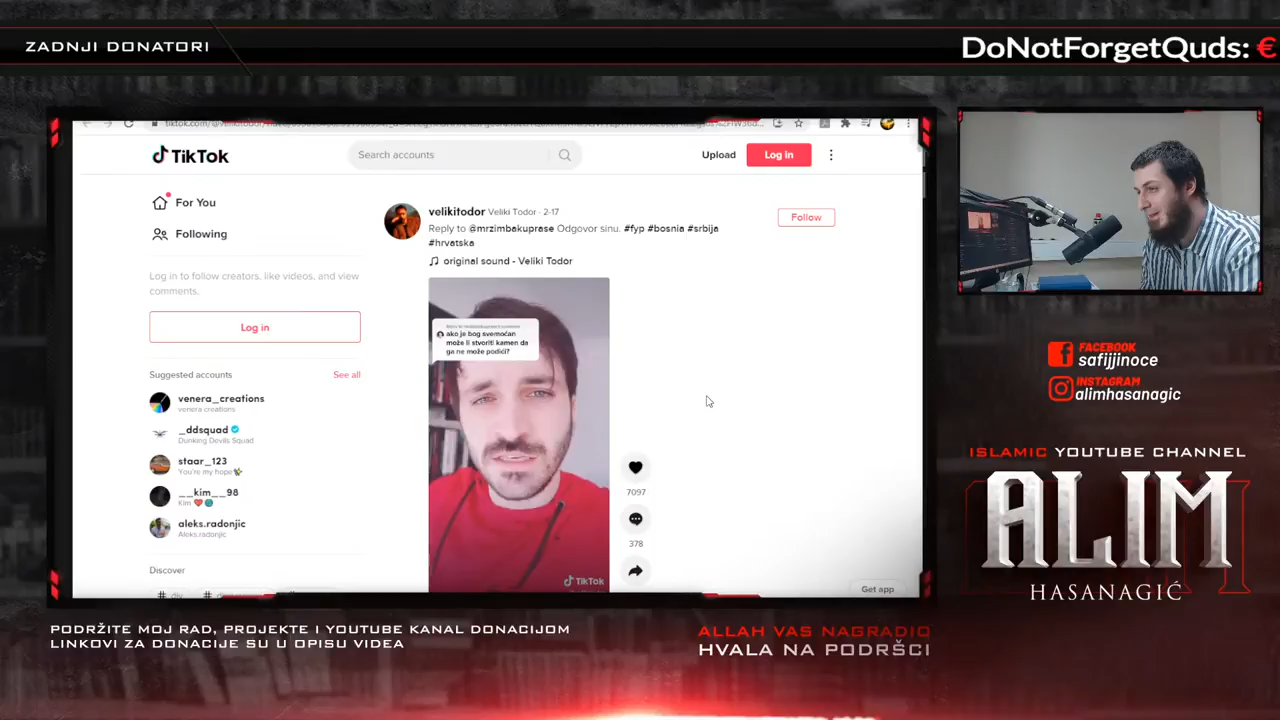 ZADNJI DONATORI
DoNotForgetQuds: €
TikTok
Search accounts
Upload
Log in
For You
Following
Log in to follow creators, like videos, and view
comments.
Log in
Suggested accounts
See all
venera_creations
venera creations
_ddsquad
Dunking Devils Squad
staar_123
You're my hope
__kim__98
Kim
aleks.radonjic
Aleks.radonjic
Discover
velikitodor Veliki Todor · 2-17
Reply to @mrzimbakuprase Odgovor sinu. #fyp #bosnia #srbija
#hrvatska
original sound - Veliki Todor
Follow
ako je bog svemoćan
može li stvoriti kamen da
ga ne može podići?
7097
378
TikTok
Get app
FACEBOOK
safijjinoce
INSTAGRAM
alimhasanagic
ISLAMIC YOUTUBE CHANNEL
ALIM
HASANAGIĆ
PODRŽITE MOJ RAD, PROJEKTE I YOUTUBE KANAL DONACIJOM
LINKOVI ZA DONACIJE SU U OPISU VIDEA
ALLAH VAS NAGRADIO
HVALA NA PODRŠCI